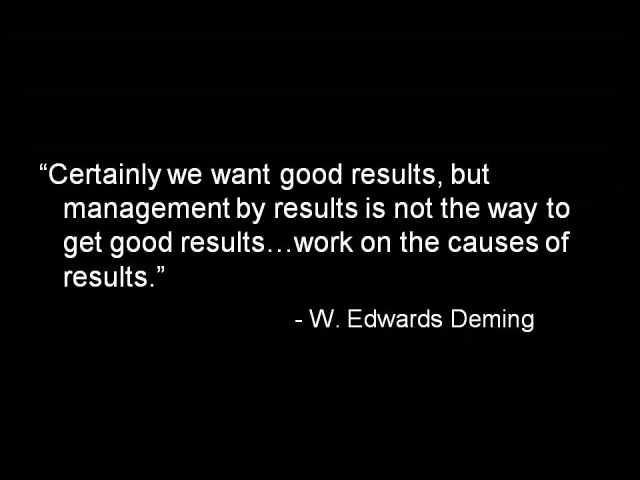 “Certainly we want good results, but
management by results is not the way to
get good results…work on the causes of
results.”
- W. Edwards Deming